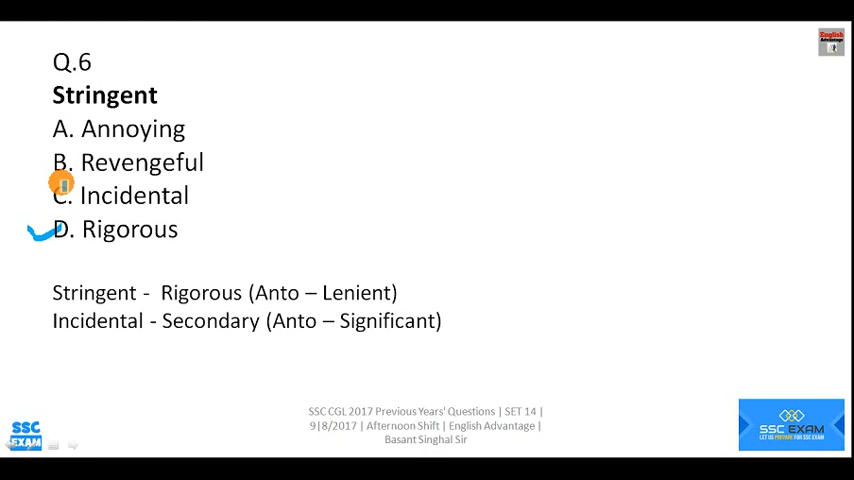 English
Advantage
Q.6
Stringent
A. Annoying
B. Revengeful
C. Incidental
D. Rigorous
Stringent -  Rigorous (Anto – Lenient)
Incidental - Secondary (Anto – Significant)
SSC CGL 2017 Previous Years' Questions | SET 14 |
9|8/2017 | Afternoon Shift | English Advantage |
Basant Singhal Sir
SSC
EXAM
SSC EXAM
LET US PREPARE FOR SSC EXAM